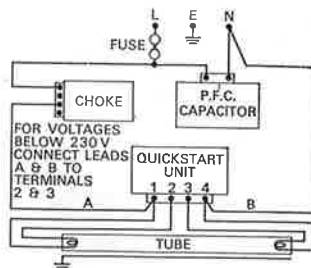 L E N
FUSE
CHOKE
P.F.C.
CAPACITOR
FOR VOLTAGES
BELOW 230 V
CONNECT LEADS
A & B TO
TERMINALS
2 & 3
QUICKSTART
UNIT
1 2 3 4
A B
TUBE